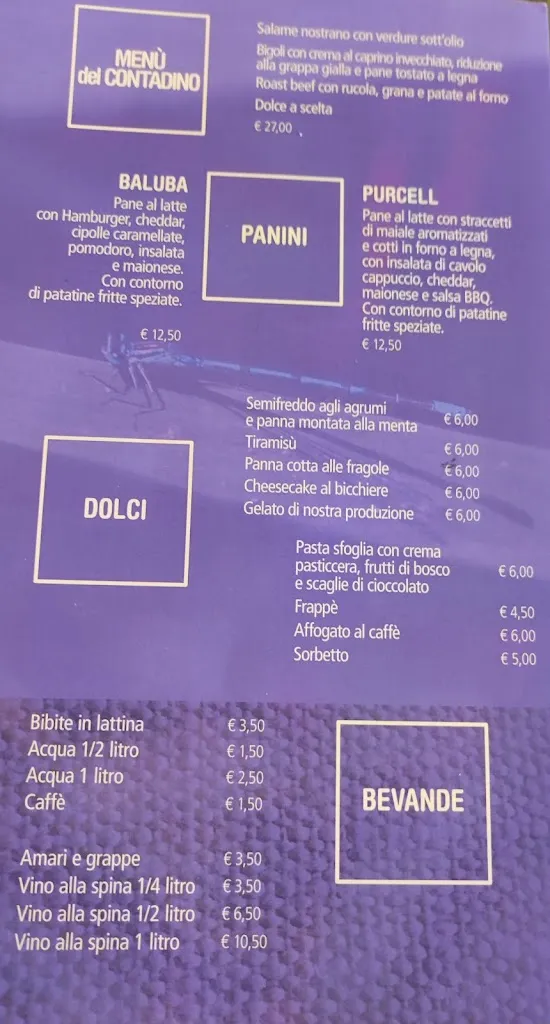 MENÙ
del CONTADINO
Salame nostrano con verdure sott'olio
Bigoli con crema al caprino invecchiato, riduzione
alla grappa gialla e pane tostato a legna
Roast beef con rucola, grana e patate al forno
Dolce a scelta
€ 27,00
BALUBA
Pane al latte
con Hamburger, cheddar,
cipolle caramellate,
pomodoro, insalata
e maionese.
Con contorno
di patatine fritte speziate.
€ 12,50
PANINI
PURCELL
Pane al latte con straccetti
di maiale aromatizzati
e cotti in forno a legna,
con insalata di cavolo
cappuccio, cheddar,
maionese e salsa BBQ.
Con contorno di patatine
fritte speziate.
€ 12,50
DOLCI
Semifreddo agli agrumi
e panna montata alla menta € 6,00
Tiramisù € 6,00
Panna cotta alle fragole € 6,00
Cheesecake al bicchiere € 6,00
Gelato di nostra produzione € 6,00
Pasta sfoglia con crema
pasticcera, frutti di bosco € 6,00
e scaglie di cioccolato
Frappè € 4,50
Affogato al caffè € 6,00
Sorbetto € 5,00
BEVANDE
Bibite in lattina € 3,50
Acqua 1/2 litro € 1,50
Acqua 1 litro € 2,50
Caffè € 1,50
Amari e grappe € 3,50
Vino alla spina 1/4 litro € 3,50
Vino alla spina 1/2 litro € 6,50
Vino alla spina 1 litro € 10,50